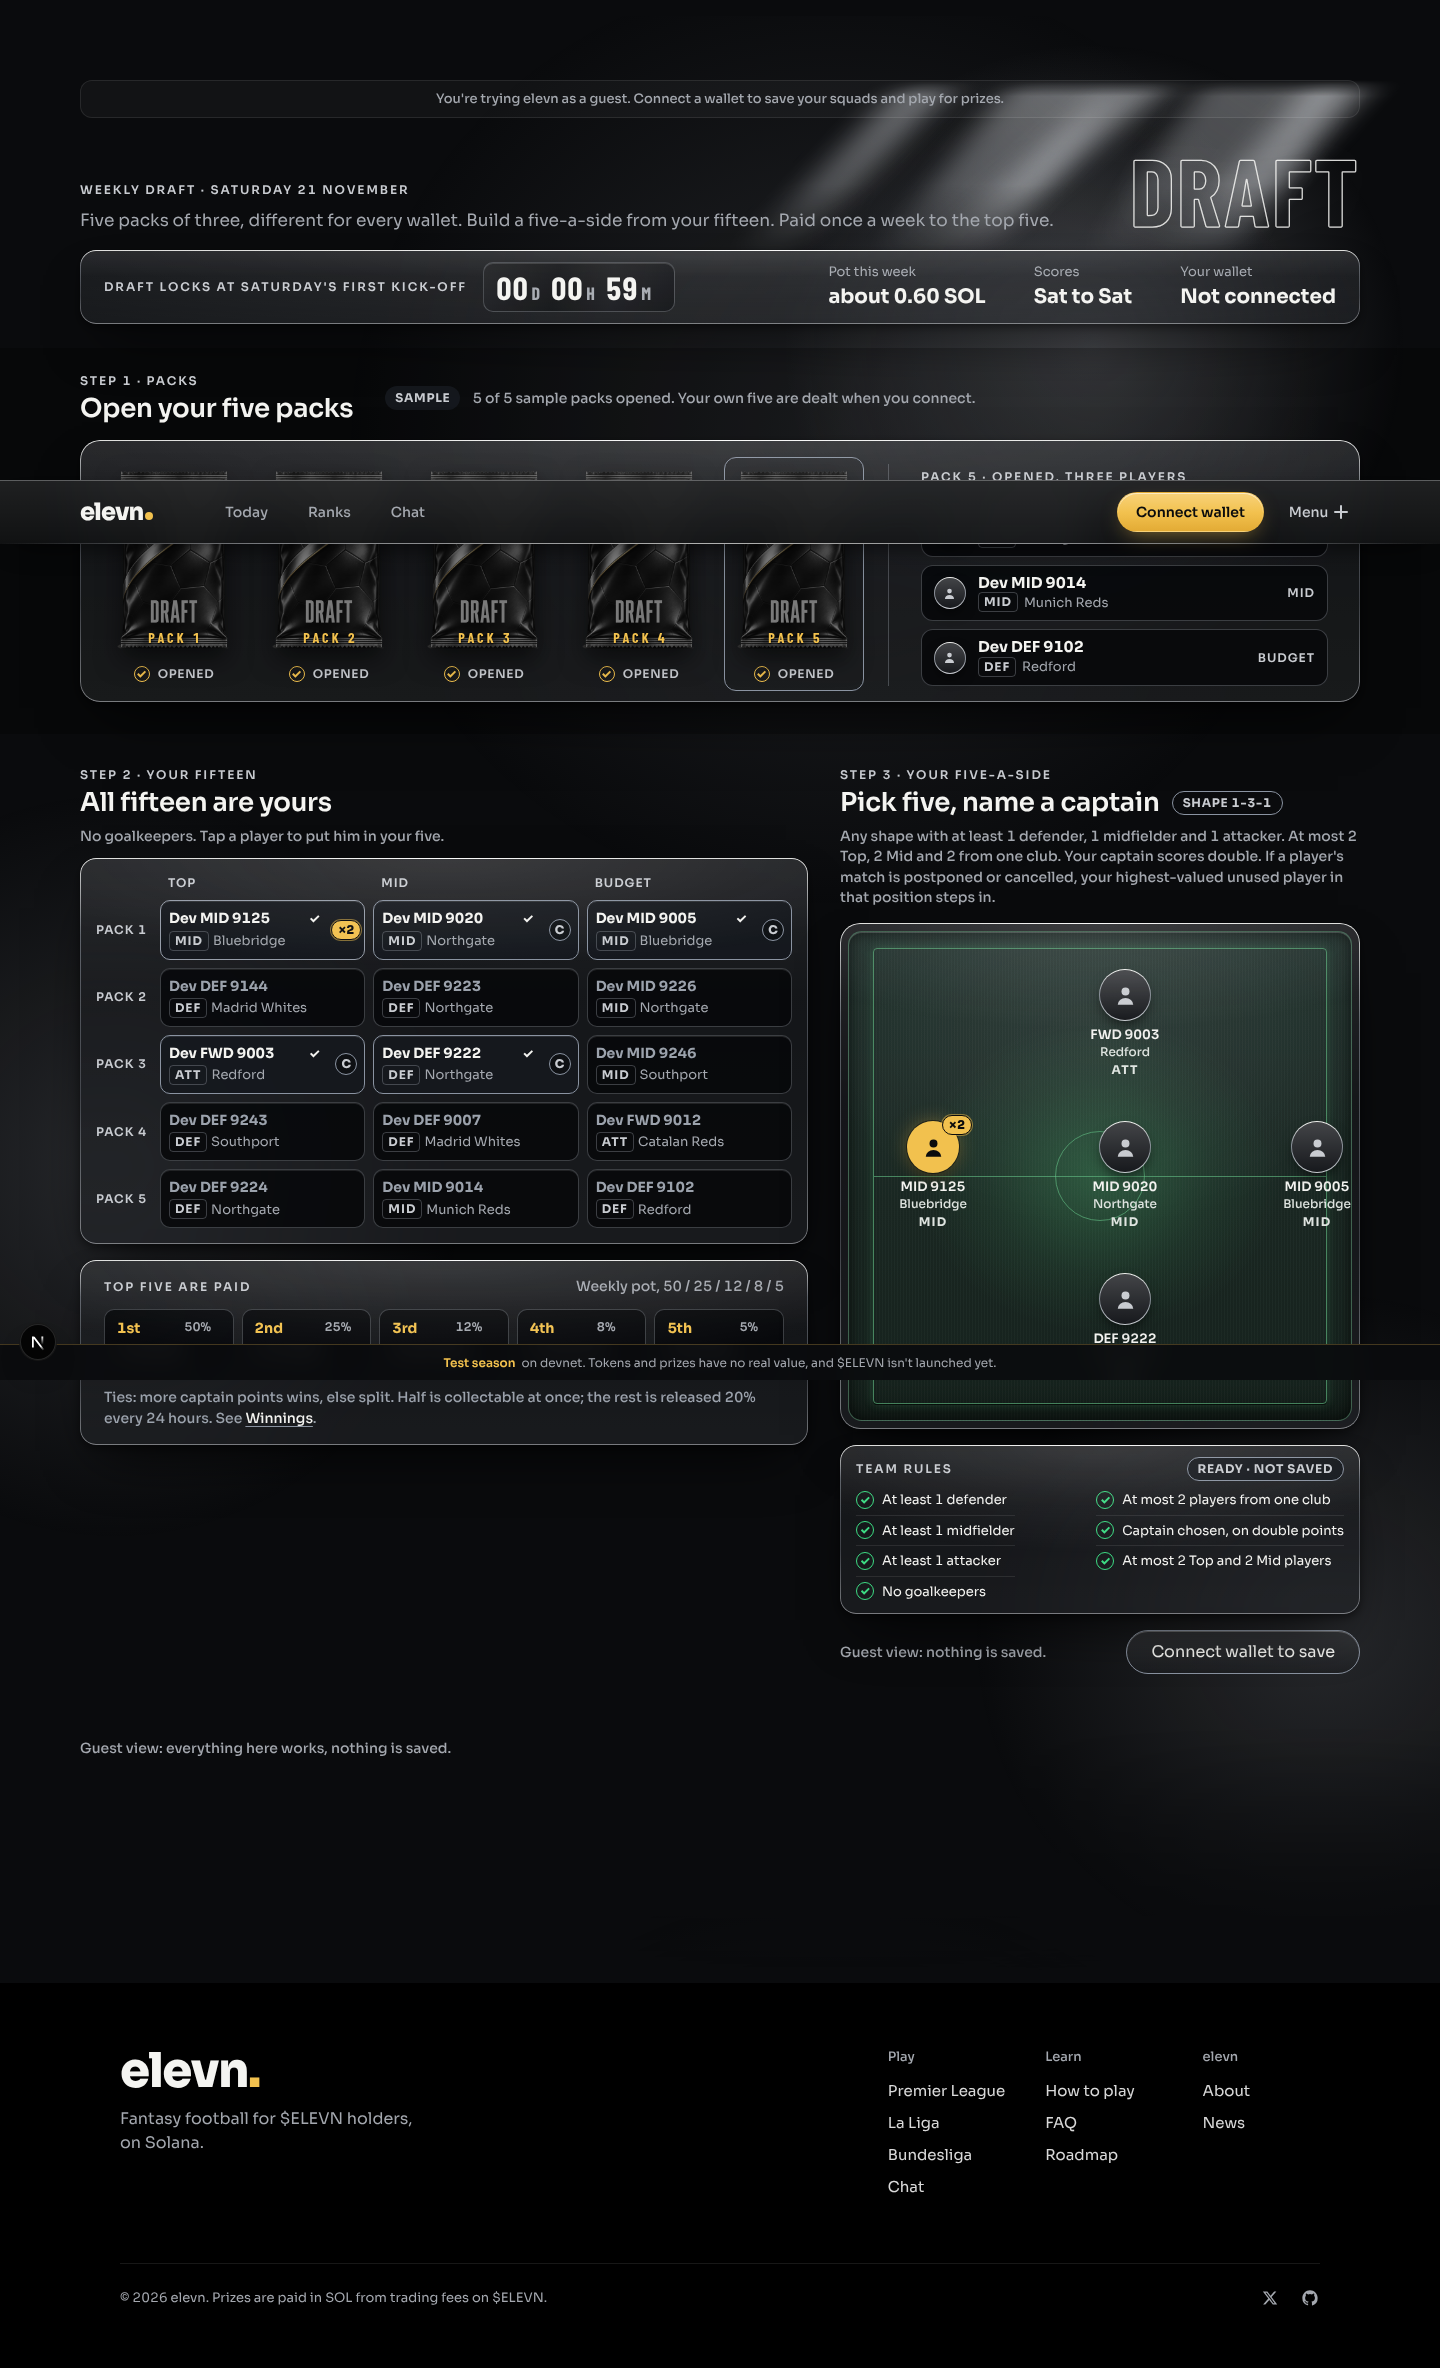 You're trying elevn as a guest. Connect a wallet to save your squads and play for prizes.
WEEKLY DRAFT · SATURDAY 21 NOVEMBER
Five packs of three, different for every wallet. Build a five-a-side from your fifteen. Paid once a week to the top five.
DRAFT
DRAFT LOCKS AT SATURDAY'S FIRST KICK-OFF
00D 00H 59M
Pot this week
about 0.60 SOL
Scores
Sat to Sat
Your wallet
Not connected
STEP 1 · PACKS
Open your five packs
SAMPLE
5 of 5 sample packs opened. Your own five are dealt when you connect.
PACK 5 · OPENED, THREE PLAYERS
elevn.
Today
Ranks
Chat
Connect wallet
Menu
DRAFT
PACK 1
OPENED
DRAFT
PACK 2
OPENED
DRAFT
PACK 3
OPENED
DRAFT
PACK 4
OPENED
DRAFT
PACK 5
OPENED
Dev MID 9014
MID Munich Reds
MID
Dev DEF 9102
DEF Redford
BUDGET
STEP 2 · YOUR FIFTEEN
All fifteen are yours
No goalkeepers. Tap a player to put him in your five.
TOP MID BUDGET
PACK 1
Dev MID 9125
MID Bluebridge
×2
Dev MID 9020
MID Northgate
C
Dev MID 9005
MID Bluebridge
C
PACK 2
Dev DEF 9144
DEF Madrid Whites
Dev DEF 9223
DEF Northgate
Dev MID 9226
MID Northgate
PACK 3
Dev FWD 9003
ATT Redford
C
Dev DEF 9222
DEF Northgate
C
Dev MID 9246
MID Southport
PACK 4
Dev DEF 9243
DEF Southport
Dev DEF 9007
DEF Madrid Whites
Dev FWD 9012
ATT Catalan Reds
PACK 5
Dev DEF 9224
DEF Northgate
Dev MID 9014
MID Munich Reds
Dev DEF 9102
DEF Redford
TOP FIVE ARE PAID
Weekly pot, 50 / 25 / 12 / 8 / 5
1st 50%
2nd 25%
3rd 12%
4th 8%
5th 5%
Ties: more captain points wins, else split. Half is collectable at once; the rest is released 20%
every 24 hours. See Winnings.
STEP 3 · YOUR FIVE-A-SIDE
Pick five, name a captain
SHAPE 1-3-1
Any shape with at least 1 defender, 1 midfielder and 1 attacker. At most 2
Top, 2 Mid and 2 from one club. Your captain scores double. If a player's
match is postponed or cancelled, your highest-valued unused player in
that position steps in.
FWD 9003
Redford
ATT
×2
MID 9125
Bluebridge
MID
MID 9020
Northgate
MID
MID 9005
Bluebridge
MID
DEF 9222
N
Test season on devnet. Tokens and prizes have no real value, and $ELEVN isn't launched yet.
TEAM RULES
READY · NOT SAVED
At least 1 defender
At least 1 midfielder
At least 1 attacker
No goalkeepers
At most 2 players from one club
Captain chosen, on double points
At most 2 Top and 2 Mid players
Guest view: nothing is saved.
Connect wallet to save
Guest view: everything here works, nothing is saved.
elevn.
Fantasy football for $ELEVN holders,
on Solana.
Play
Premier League
La Liga
Bundesliga
Chat
Learn
How to play
FAQ
Roadmap
elevn
About
News
© 2026 elevn. Prizes are paid in SOL from trading fees on $ELEVN.